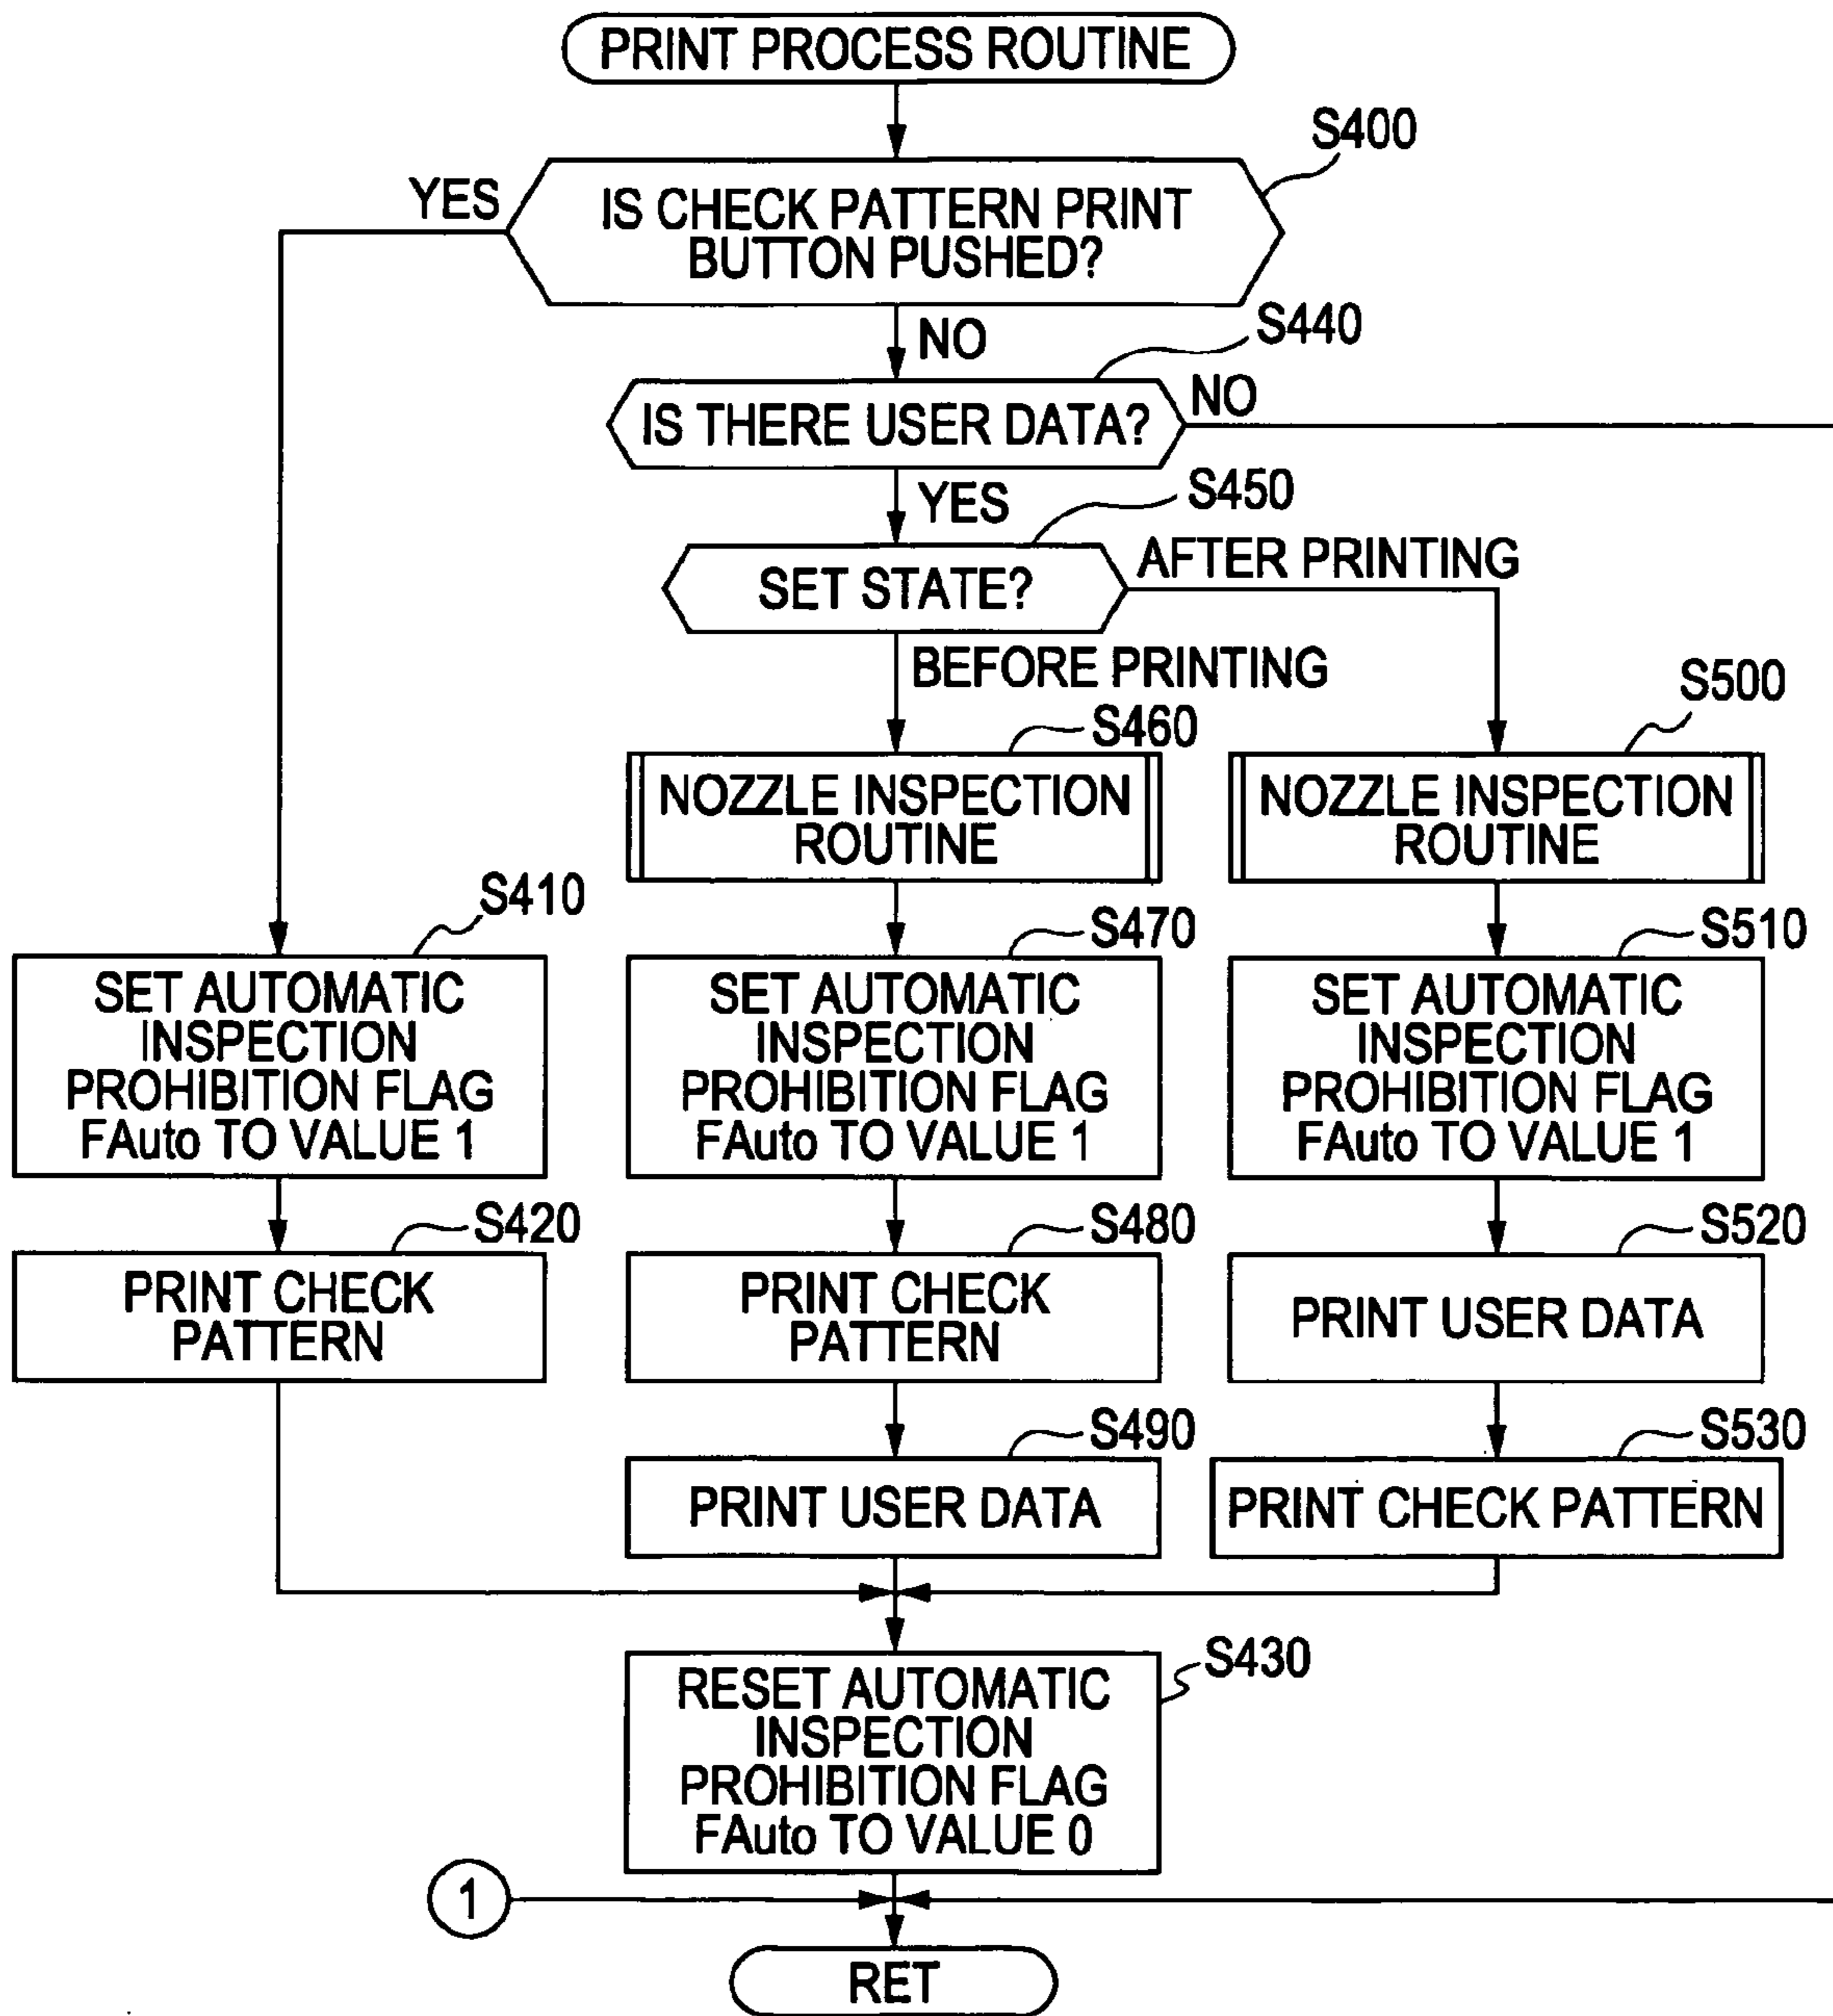 PRINT PROCESS ROUTINE
S400
YES
IS CHECK PATTERN PRINT
BUTTON PUSHED?
NO
S440
IS THERE USER DATA?
NO
YES
S450
SET STATE?
AFTER PRINTING
BEFORE PRINTING
S460
S500
NOZZLE INSPECTION
ROUTINE
NOZZLE INSPECTION
ROUTINE
S410
SET AUTOMATIC
INSPECTION
PROHIBITION FLAG
FAuto TO VALUE 1
S470
SET AUTOMATIC
INSPECTION
PROHIBITION FLAG
FAuto TO VALUE 1
S510
SET AUTOMATIC
INSPECTION
PROHIBITION FLAG
FAuto TO VALUE 1
S420
PRINT CHECK
PATTERN
S480
PRINT CHECK
PATTERN
S520
PRINT USER DATA
S490
PRINT USER DATA
S530
PRINT CHECK PATTERN
S430
RESET AUTOMATIC
INSPECTION
PROHIBITION FLAG
FAuto TO VALUE 0
1
RET